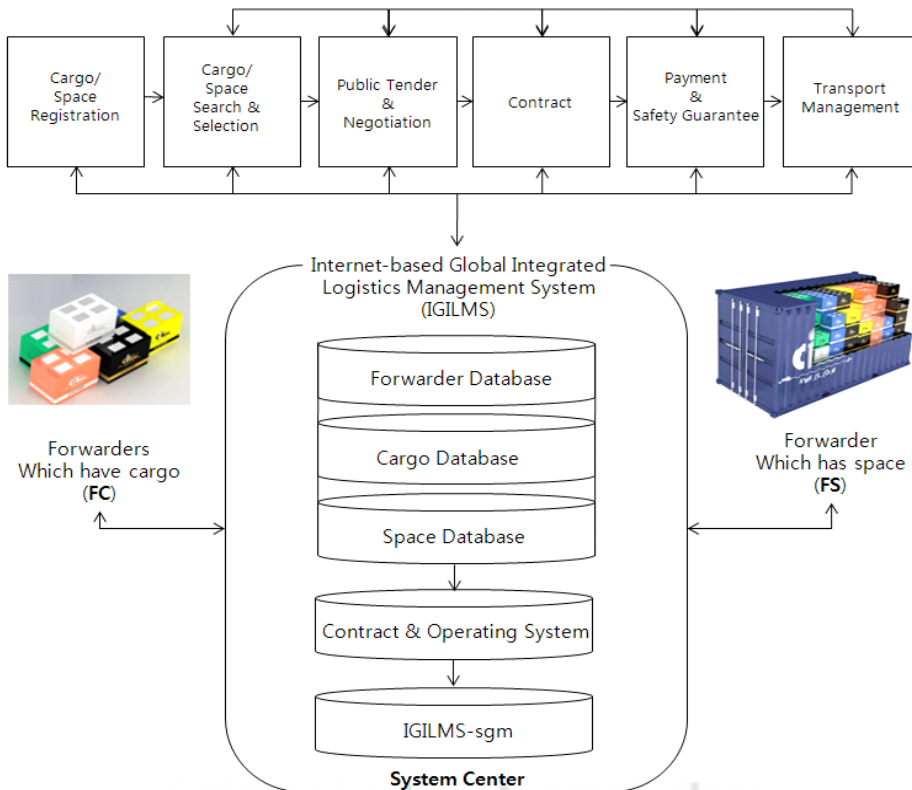 Cargo/
Space
Registration
Cargo/
Space
Search &
Selection
Public Tender
&
Negotiation
Contract
Payment
&
Safety Guarantee
Transport
Management
Internet-based Global Integrated
Logistics Management System
(IGILMS)
Forwarder Database
Cargo Database
Space Database
Contract & Operating System
IGILMS-sgm
System Center
Forwarders
Which have cargo
(FC)
Forwarder
Which has space
(FS)